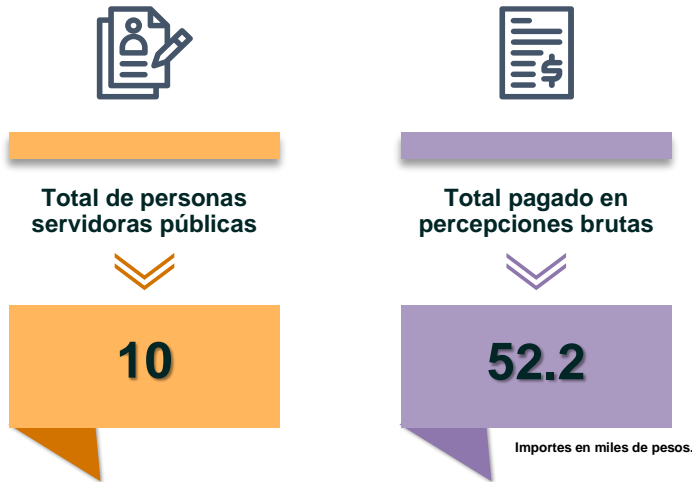 Total de personas
servidoras públicas
10
Total pagado en
percepciones brutas
52.2
Importes en miles de pesos.